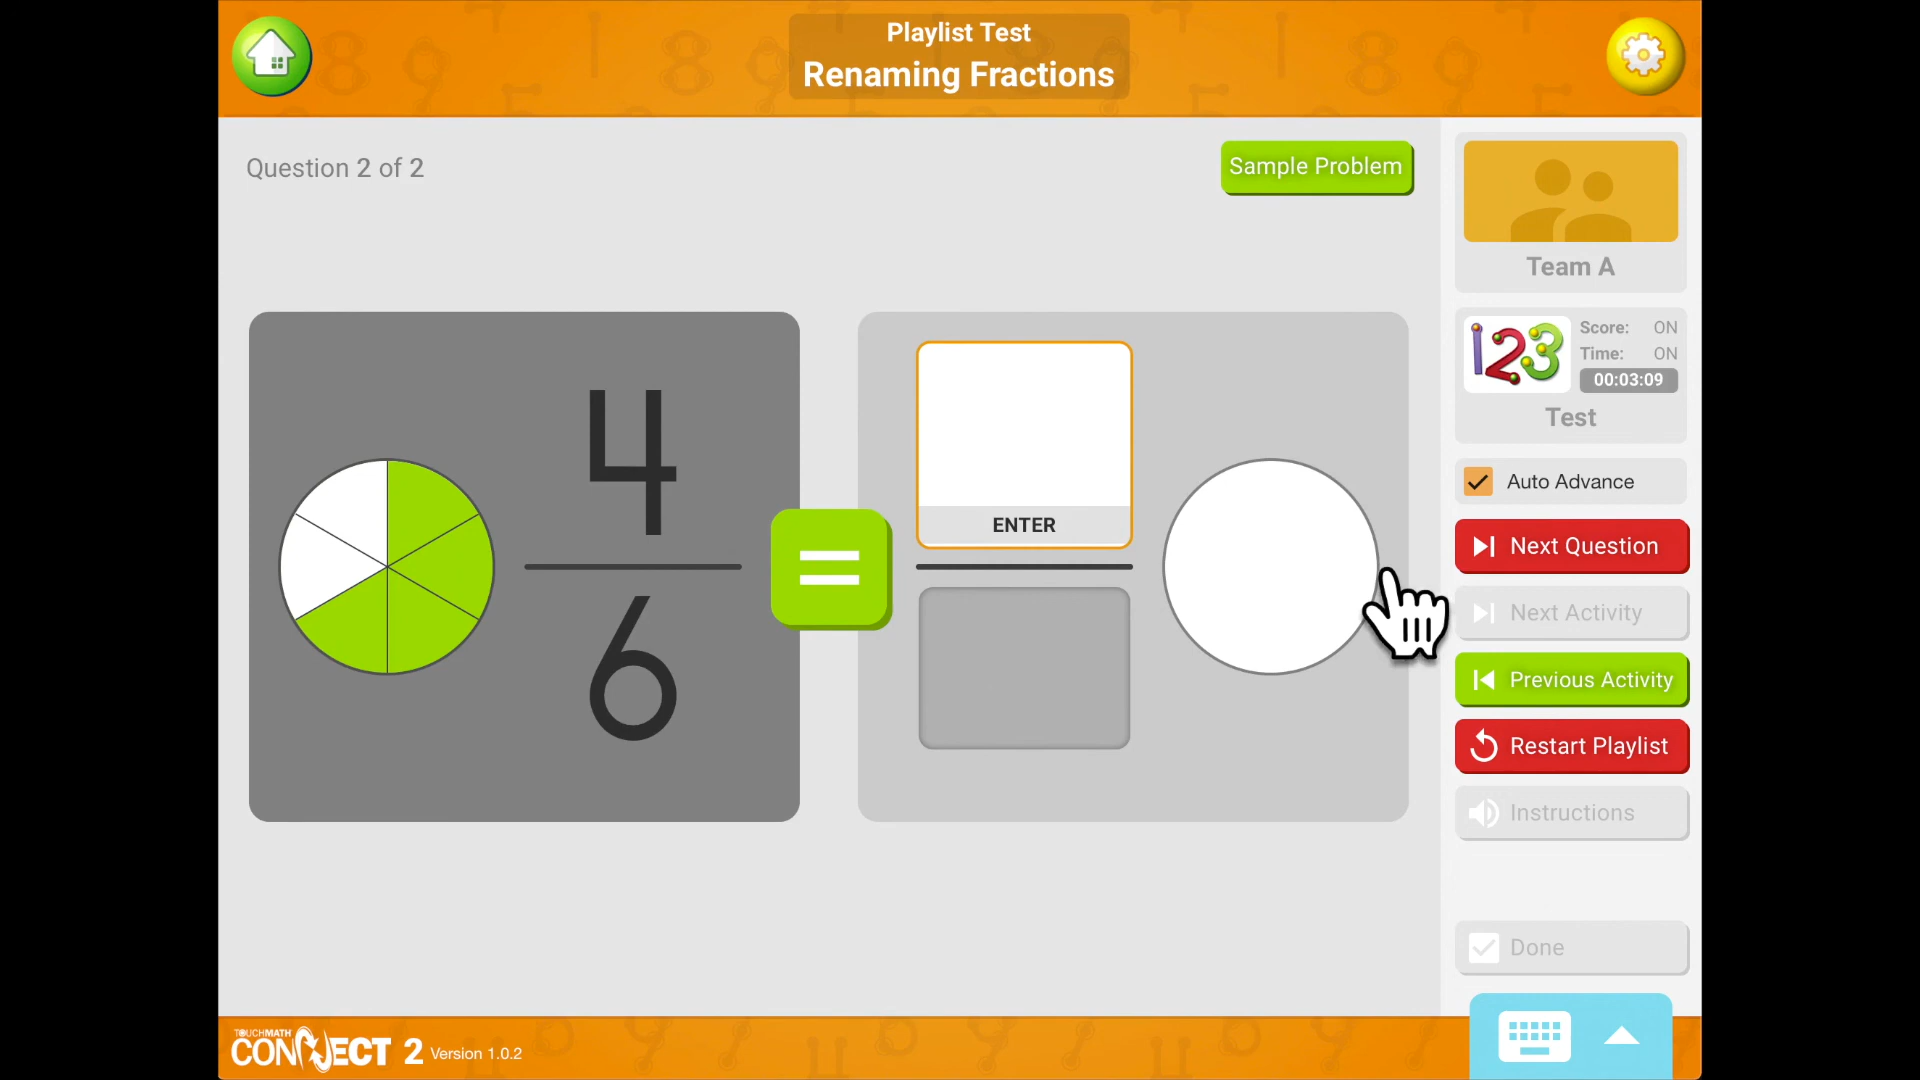 Playlist Test
Renaming Fractions
Question 2 of 2
Sample Problem
Team A
123
Score: ON
Time: ON
00:03:09
Test
Auto Advance
4
6
=
ENTER
Next Question
Next Activity
Previous Activity
Restart Playlist
Instructions
Done
TOUCHMATH
CONNECT 2 Version 1.0.2